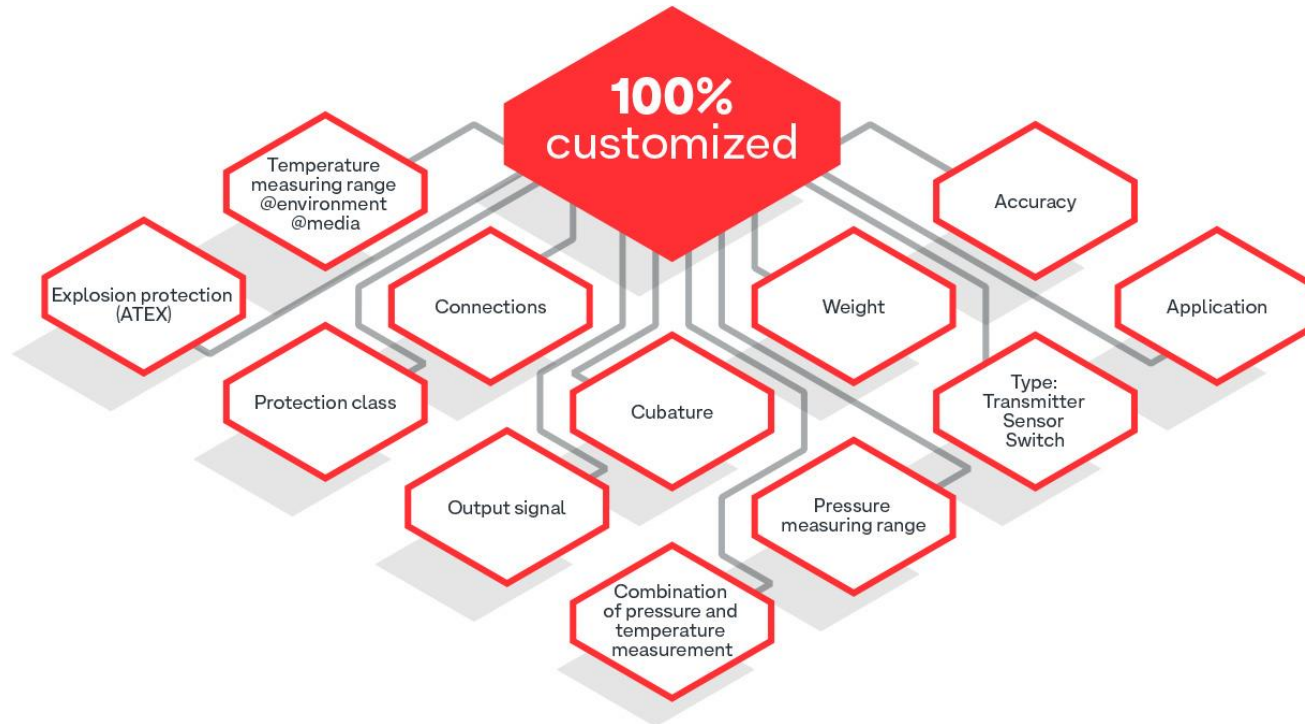 100%
customized
Temperature
measuring range
@environment
@media
Accuracy
Explosion protection
(ATEX)
Connections
Weight
Application
Protection class
Cubature
Type:
Transmitter
Sensor
Switch
Output signal
Pressure
measuring range
Combination
of pressure and
temperature
measurement